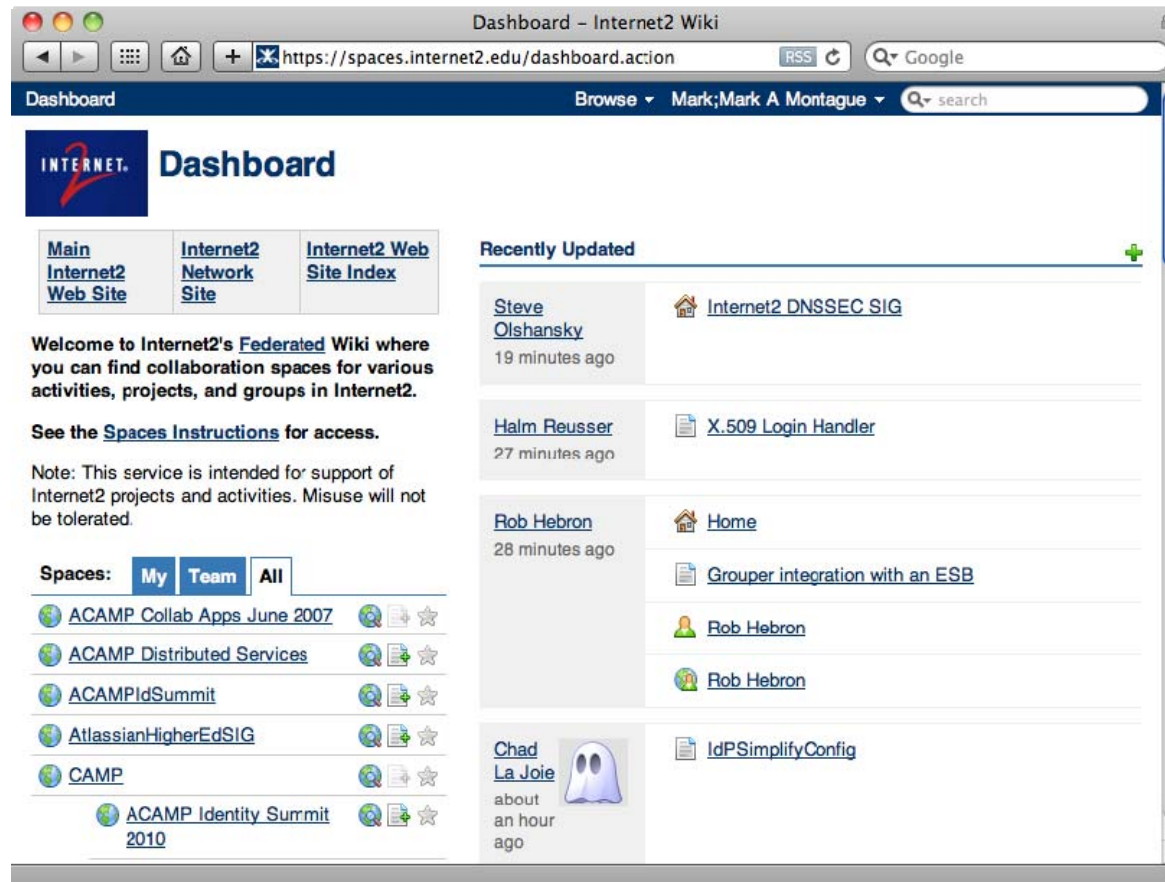 Dashboard – Internet2 Wiki
https://spaces.internet2.edu/dashboard.action RSS Google
Dashboard Browse Mark;Mark A Montague search
INTERNET 2
Dashboard
Main Internet2 Web Site
Internet2 Network Site
Internet2 Web Site Index
Welcome to Internet2's Federated Wiki where
you can find collaboration spaces for various
activities, projects, and groups in Internet2.
See the Spaces Instructions for access.
Note: This service is intended for support of
Internet2 projects and activities. Misuse will not
be tolerated.
Spaces: My Team All
ACAMP Collab Apps June 2007
ACAMP Distributed Services
ACAMPIdSummit
AtlassianHigherEdSIG
CAMP
ACAMP Identity Summit
2010
Recently Updated
Steve
Olshansky
19 minutes ago
Internet2 DNSSEC SIG
Halm Reusser
27 minutes ago
X.509 Login Handler
Rob Hebron
28 minutes ago
Home
Grouper integration with an ESB
Rob Hebron
Rob Hebron
Chad
La Joie
about
an hour
ago
IdPSimplifyConfig